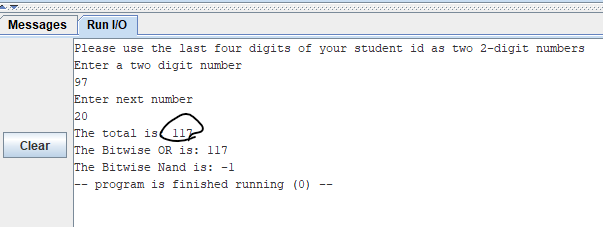 Messages Run I/O
Please use the last four digits of your student id as two 2-digit numbers
Enter a two digit number
97
Enter next number
20
The total is: 117
The Bitwise OR is: 117
The Bitwise Nand is: -1
-- program is finished running (0) --
Clear